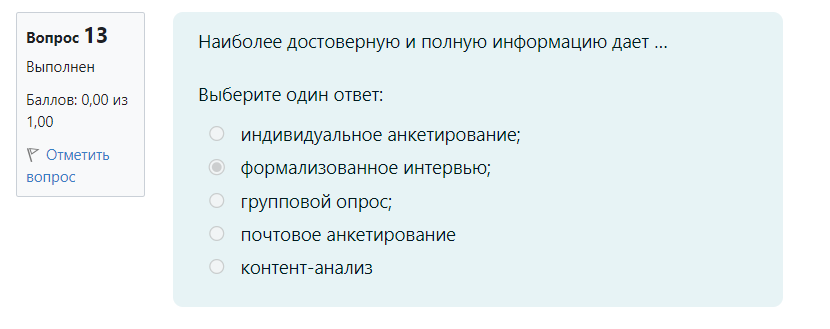 Вопрос 13
Выполнен
Баллов: 0,00 из
1,00
Отметить
вопрос
Наиболее достоверную и полную информацию дает ...
Выберите один ответ:
индивидуальное анкетирование;
формализованное интервью;
групповой опрос;
почтовое анкетирование
контент-анализ